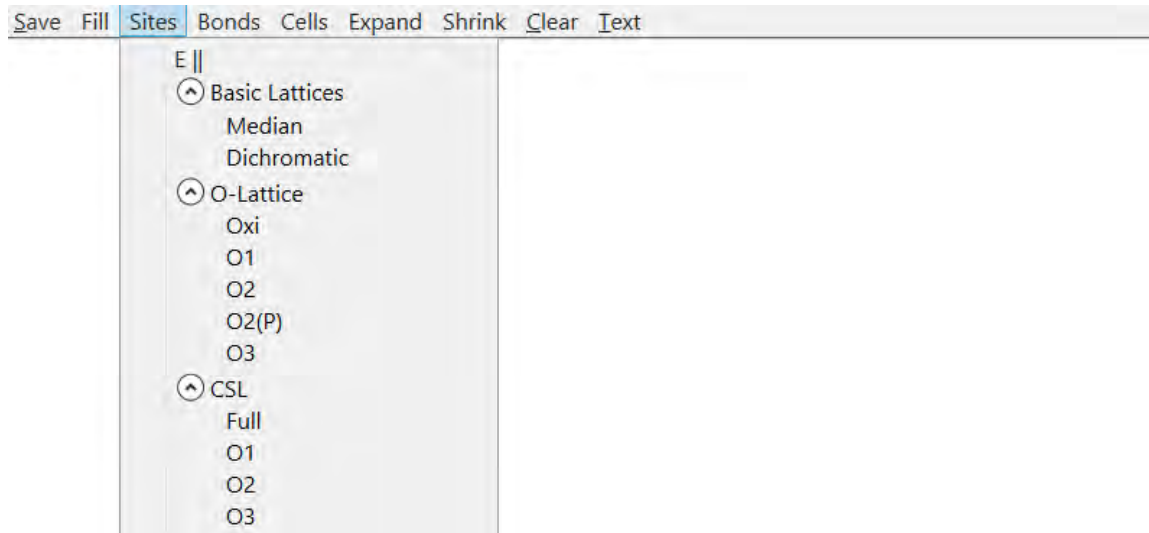 Save Fill Sites Bonds Cells Expand Shrink Clear Text
E ||
Basic Lattices
Median
Dichromatic
O-Lattice
Oxi
O1
O2
O2(P)
O3
CSL
Full
O1
O2
O3